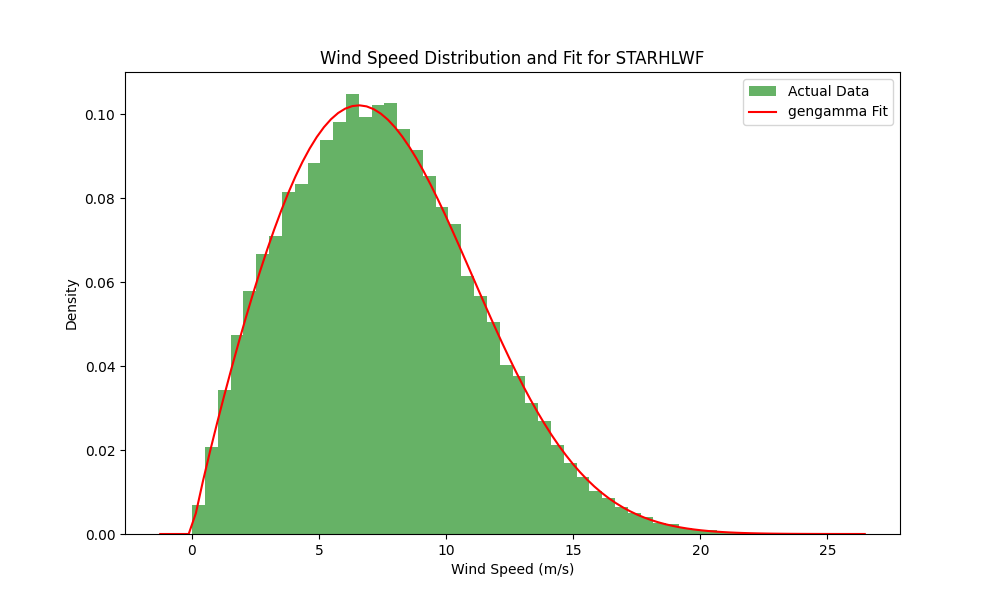 Wind Speed Distribution and Fit for STARHLWF
Actual Data
gengamma Fit
Density
0.10
0.08
0.06
0.04
0.02
0.00
0 5 10 15 20 25
Wind Speed (m/s)